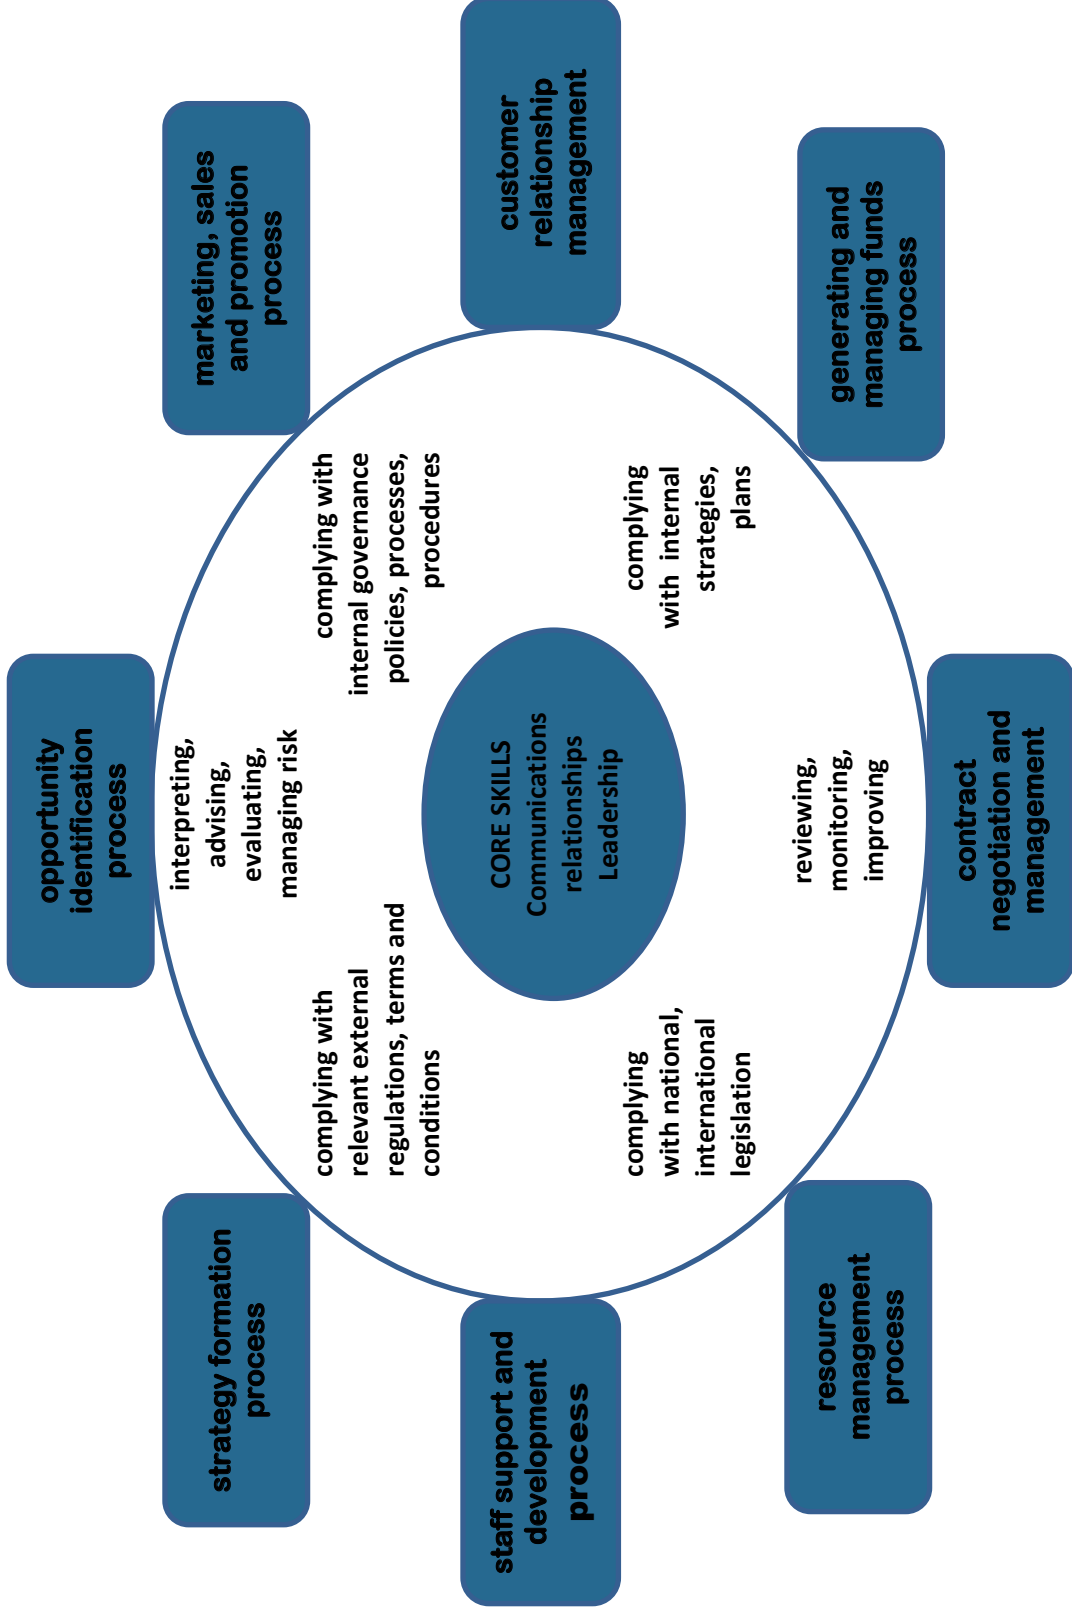 opportunity
identification
process
strategy formation
process
marketing, sales
and promotion
process
interpreting,
advising,
evaluating,
managing risk
complying with
relevant external
regulations, terms and
conditions
complying with
internal governance
policies, processes,
procedures
staff support and
development
process
CORE SKILLS
Communications
relationships
Leadership
customer
relationship
management
complying
with national,
international
legislation
complying
with internal
strategies,
plans
reviewing,
monitoring,
improving
resource
management
process
generating and
managing funds
process
contract
negotiation and
management